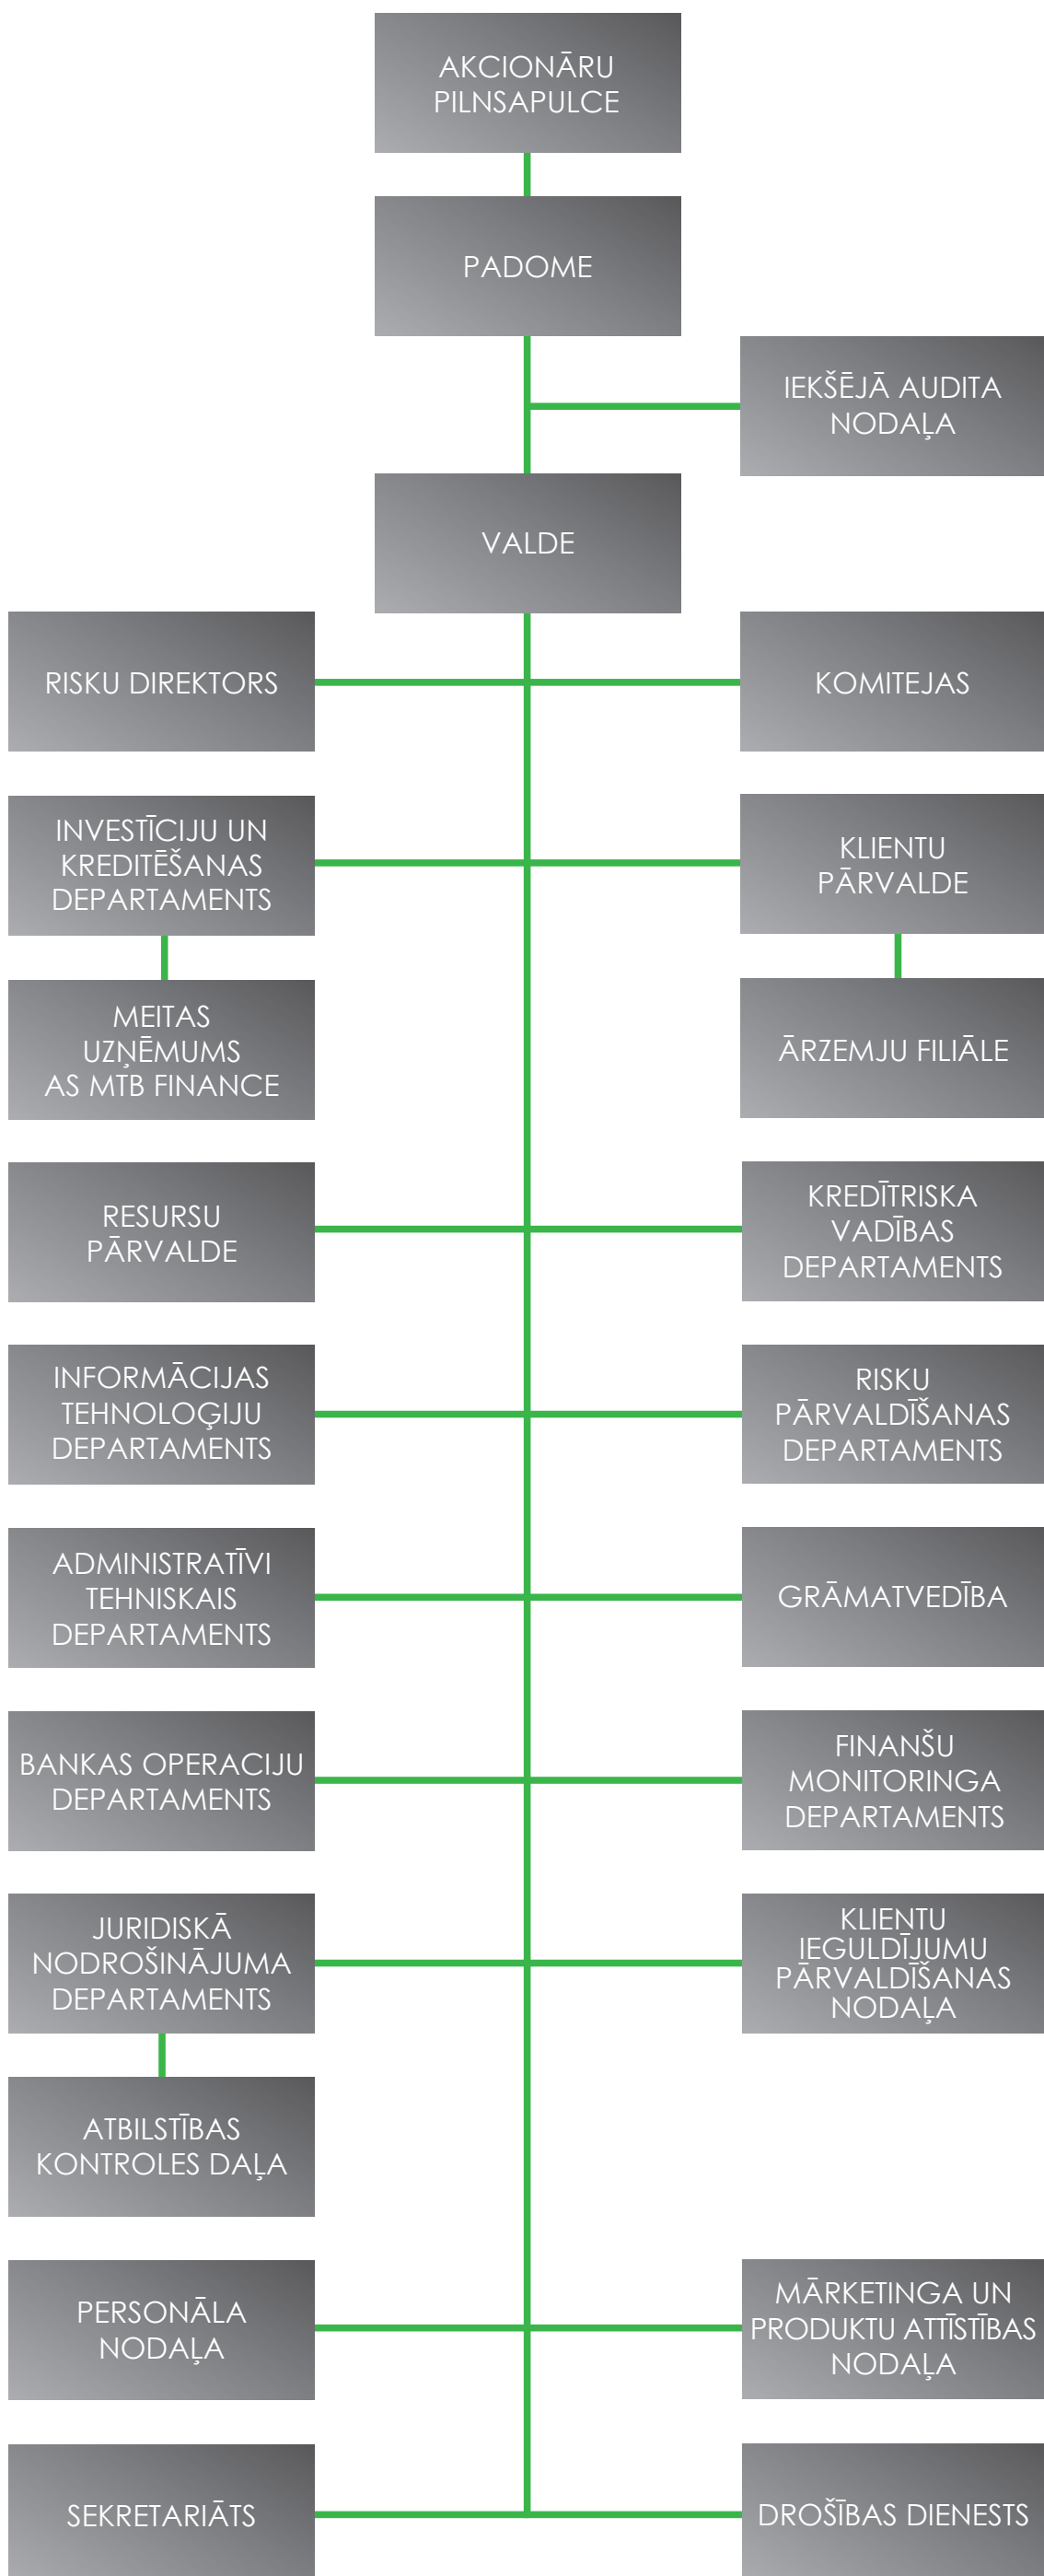 AKCIONĀRU
PILNSAPULCE
PADOME
IEKŠĒJĀ AUDITA
NODAĻA
VALDE
RISKU DIREKTORS
KOMITEJAS
INVESTĪCIJU UN
KREDITĒŠANAS
DEPARTAMENTS
KLIENTU
PĀRVALDE
MEITAS
UZŅĒMUMS
AS MTB FINANCE
ĀRZEMJU FILIĀLE
RESURSU
PĀRVALDE
KREDĪTRISKA
VADĪBAS
DEPARTAMENTS
INFORMĀCIJAS
TEHNOLOĢIJU
DEPARTAMENTS
RISKU
PĀRVALDĪŠANAS
DEPARTAMENTS
ADMINISTRATĪVI
TEHNISKAIS
DEPARTAMENTS
GRĀMATVEDĪBA
BANKAS OPERACIJU
DEPARTAMENTS
FINANŠU
MONITORINGA
DEPARTAMENTS
JURIDISKĀ
NODROŠINĀJUMA
DEPARTAMENTS
KLIENTU
IEGULDĪJUMU
PĀRVALDĪŠANAS
NODAĻA
ATBILSTĪBAS
KONTROLES DAĻA
PERSONĀLA
NODAĻA
MĀRKETINGA UN
PRODUKTU ATTĪSTĪBAS
NODAĻA
SEKRETARIĀTS
DROŠĪBAS DIENESTS